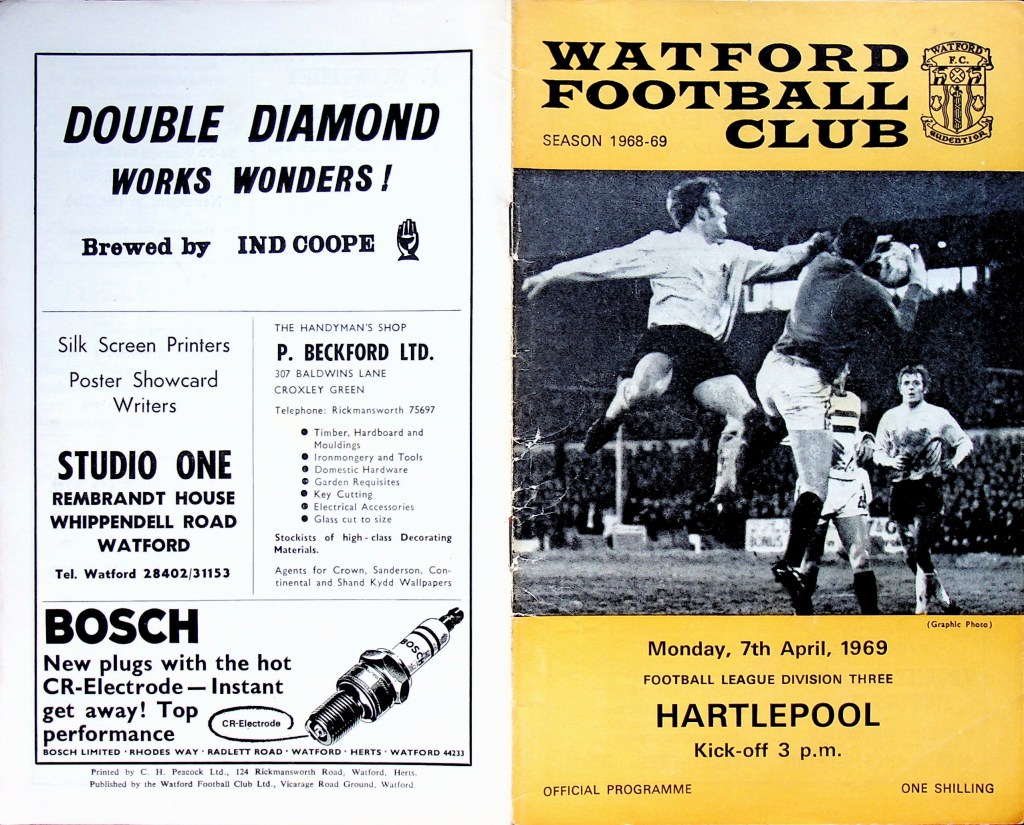 DOUBLE DIAMOND
WORKS WONDERS!
Brewed by IND COOPE
Silk Screen Printers
Poster Showcard
Writers
STUDIO ONE
REMBRANDT HOUSE
WHIPPENDELL ROAD
WATFORD
Tel. Watford 28402/31153
THE HANDYMAN'S SHOP
P. BECKFORD LTD.
307 BALDWINS LANE
CROXLEY GREEN
Telephone: Rickmansworth 75697
● Timber, Hardboard and
Mouldings
● Ironmongery and Tools
● Domestic Hardware
● Garden Requisites
● Key Cutting
● Electrical Accessories
● Glass cut to size
Stockists of high-class Decorating
Materials.
Agents for Crown, Sanderson, Con-
tinental and Shand Kydd Wallpapers
BOSCH
New plugs with the hot
CR-Electrode—Instant
get away! Top
performance
CR-Electrode
BOSCH
BOSCH LIMITED · RHODES WAY · RADLETT ROAD · WATFORD · HERTS · WATFORD 44233
Printed by C. H. Peacock Ltd., 124 Rickmansworth Road, Watford, Herts.
Published by the Watford Football Club Ltd., Vicarage Road Ground, Watford
WATFORD
FOOTBALL
CLUB
SEASON 1968-69
WATFORD
F.C.
AUDENTIOR
BONUS
(Graphic Photo)
Monday, 7th April, 1969
FOOTBALL LEAGUE DIVISION THREE
HARTLEPOOL
Kick-off 3 p.m.
OFFICIAL PROGRAMME
ONE SHILLING